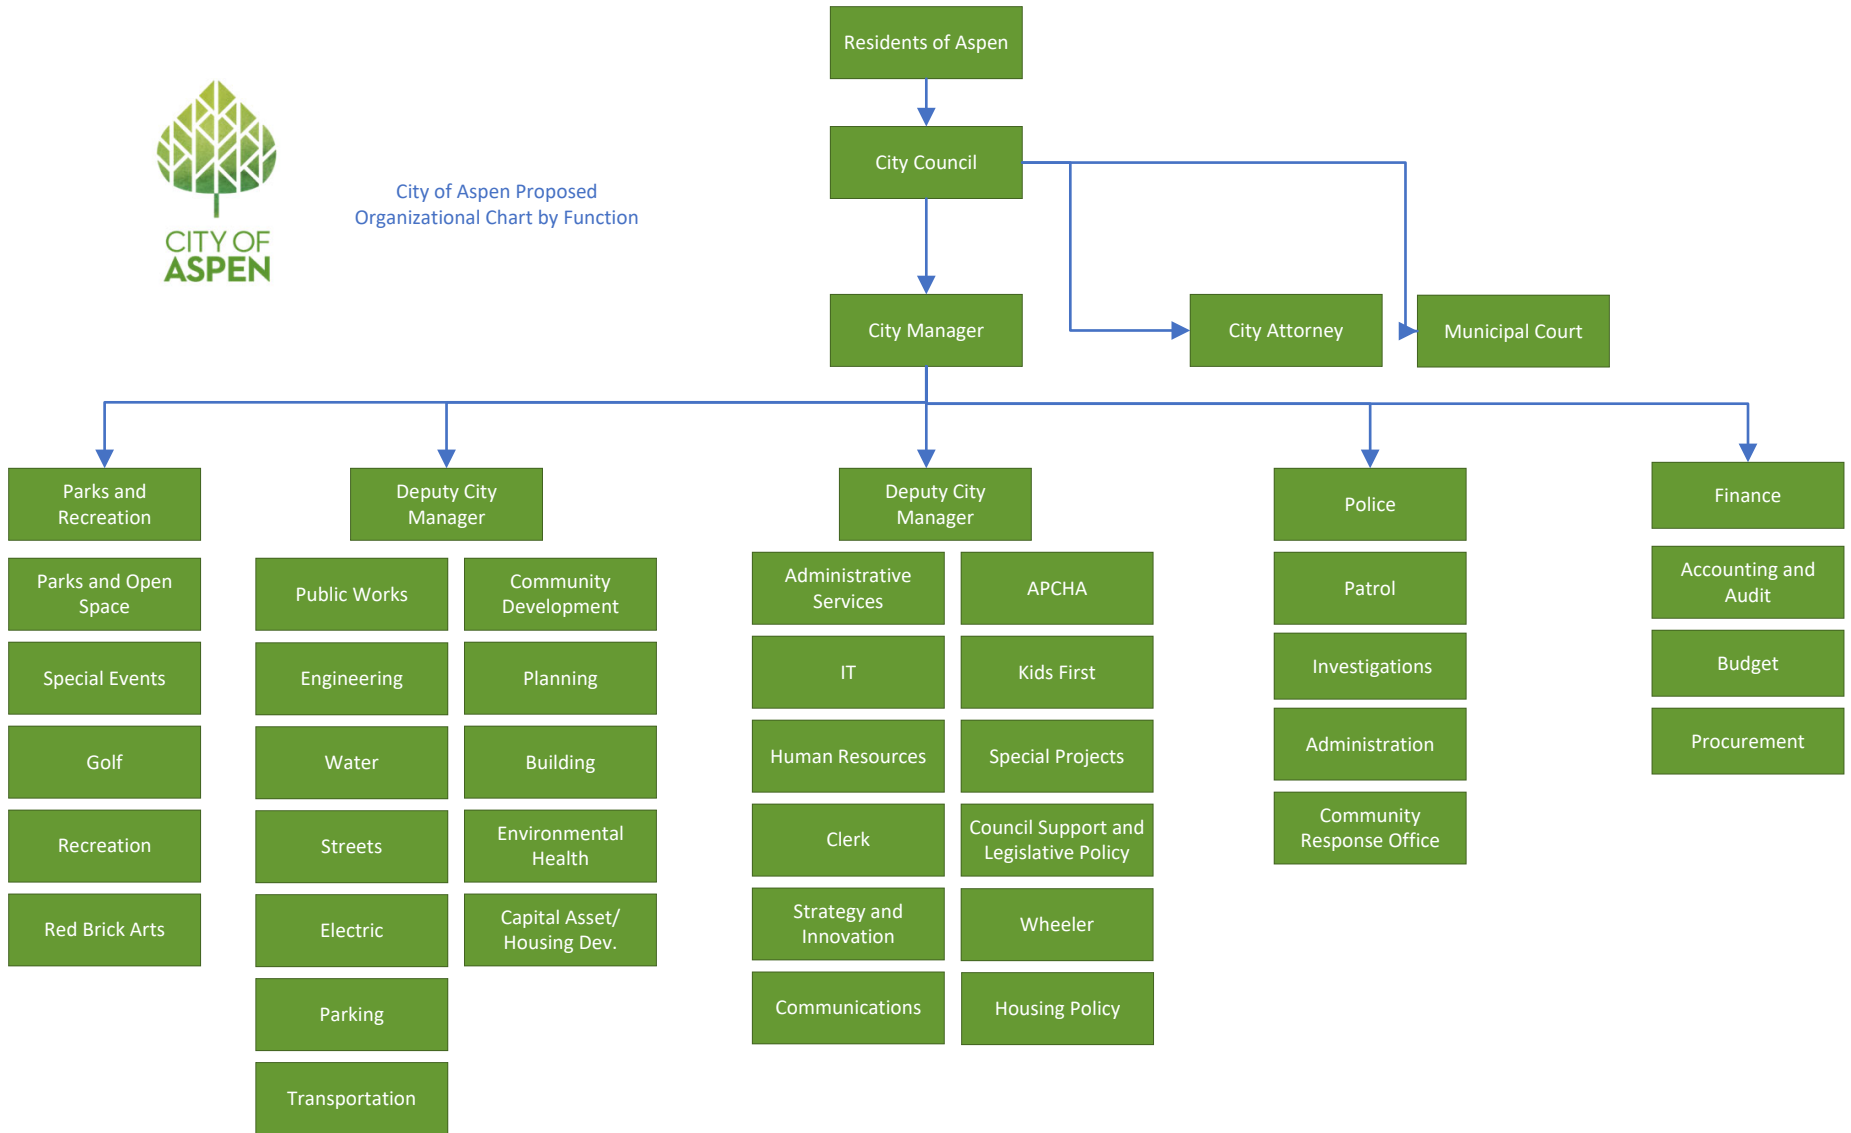 Residents of Aspen
City Council
CITY OF
ASPEN
City of Aspen Proposed
Organizational Chart by Function
City Manager
City Attorney
Municipal Court
Parks and
Recreation
Deputy City
Manager
Deputy City
Manager
Police
Finance
Parks and Open
Space
Special Events
Golf
Recreation
Red Brick Arts
Public Works
Engineering
Water
Streets
Electric
Parking
Transportation
Community
Development
Planning
Building
Environmental
Health
Capital Asset/
Housing Dev.
Administrative
Services
IT
Human Resources
Clerk
Strategy and
Innovation
Communications
APCHA
Kids First
Special Projects
Council Support and
Legislative Policy
Wheeler
Housing Policy
Patrol
Investigations
Administration
Community
Response Office
Accounting and
Audit
Budget
Procurement